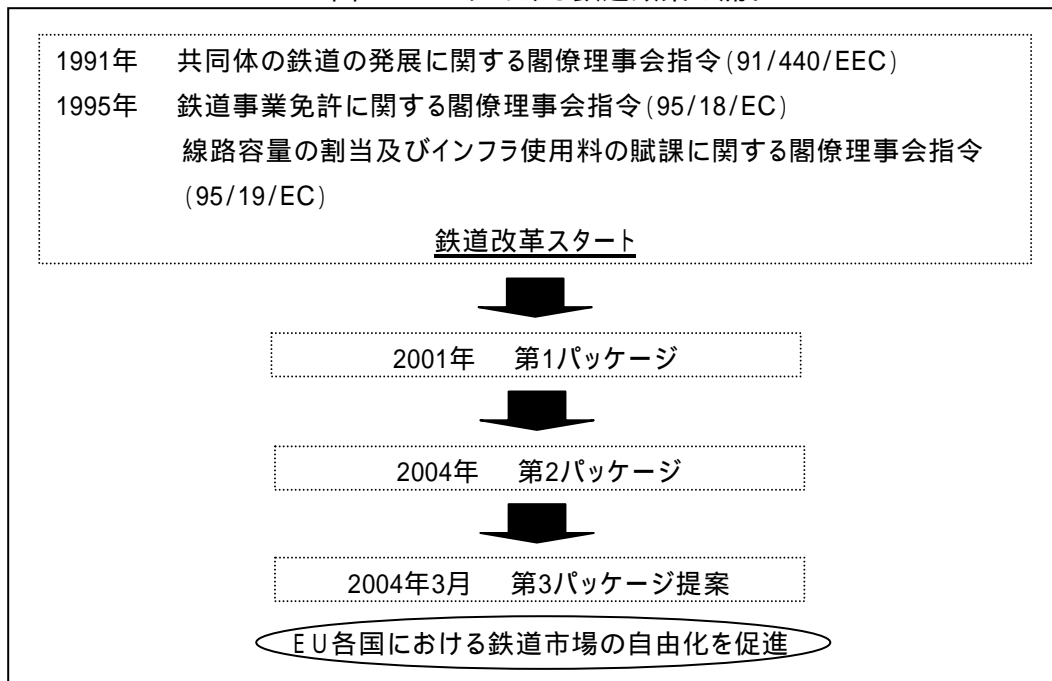 1991年 共同体の鉄道の発展に関する閣僚理事会指令(91/440/EEC)
1995年 鉄道事業免許に関する閣僚理事会指令(95/18/EC)
線路容量の割当及びインフラ使用料の賦課に関する閣僚理事会指令
(95/19/EC)
鉄道改革スタート
2001年 第1パッケージ
2004年 第2パッケージ
2004年3月 第3パッケージ提案
EU各国における鉄道市場の自由化を促進